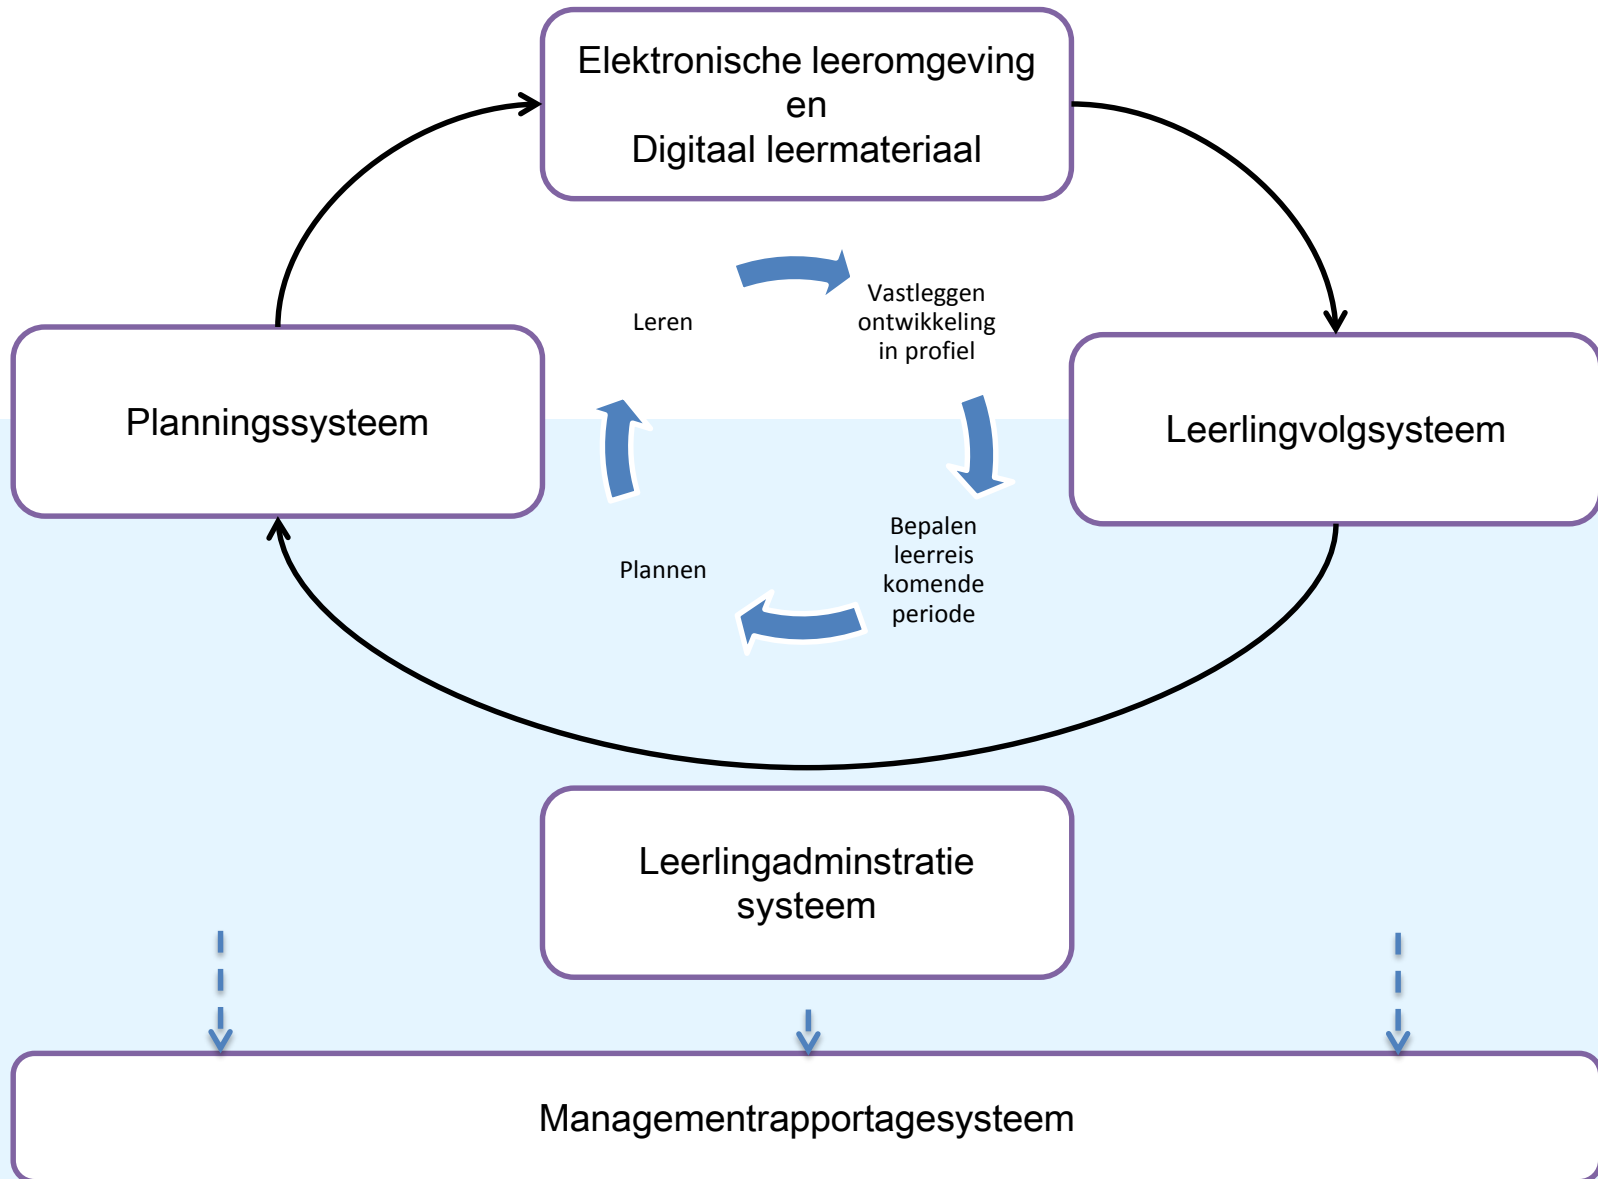 Elektronische leeromgeving
en
Digitaal leermateriaal
Leren
Vastleggen
ontwikkeling
in profiel
Planningssysteem
Leerlingvolgsysteem
Plannen
Bepalen
leerreis
komende
periode
Leerlingadminstratie
systeem
Managementrapportagesysteem